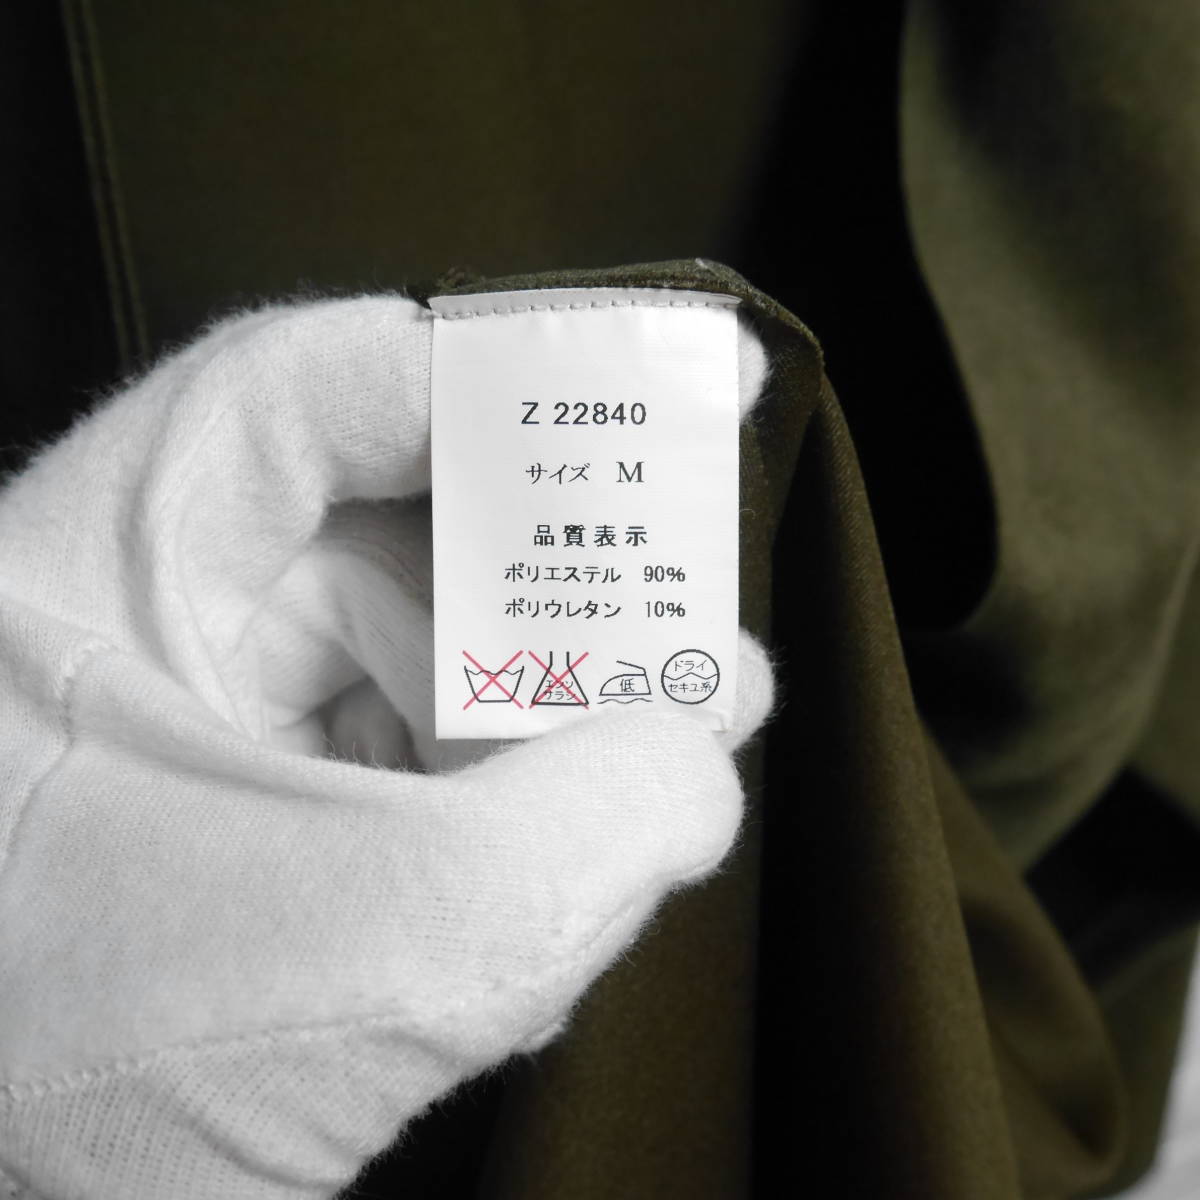 Z 22840
サイズ M
品質表示
ポリエステル 90%
ポリウレタン 10%
エンソ
サラシ
低
ドライ
セキユ系